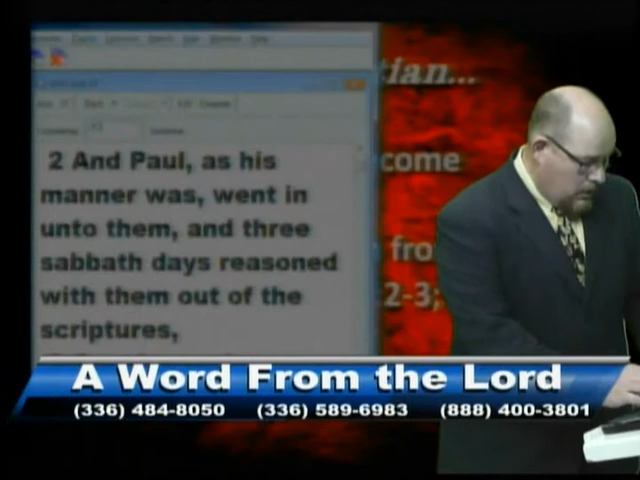 tian...
2 And Paul, as his
manner was, went in
unto them, and three
sabbath days reasoned
with them out of the
scriptures,
come
fro
2-3;
A Word From the Lord
(336) 484-8050 (336) 589-6983 (888) 400-3801